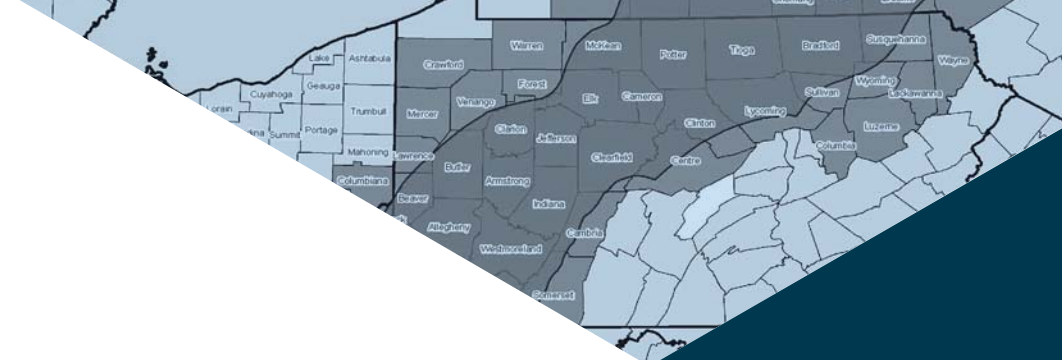 Warren
McKean
Potter
Tioga
Bradford
Susquehanna
Wayne
Lake
Ashtabula
Crawford
Geauga
Cuyahoga
Forest
Elk
Cameron
Sullivan
Wyoming
Lackawanna
Lorain
Trumbull
Mercer
Venango
Lycoming
Clinton
Summit
Portage
Clarion
Jefferson
Luzerne
Mahoning
Lawrence
Butler
Clearfield
Centre
Columbia
Columbiana
Armstrong
Beaver
Indiana
Allegheny
Cambria
Westmoreland
Somerset